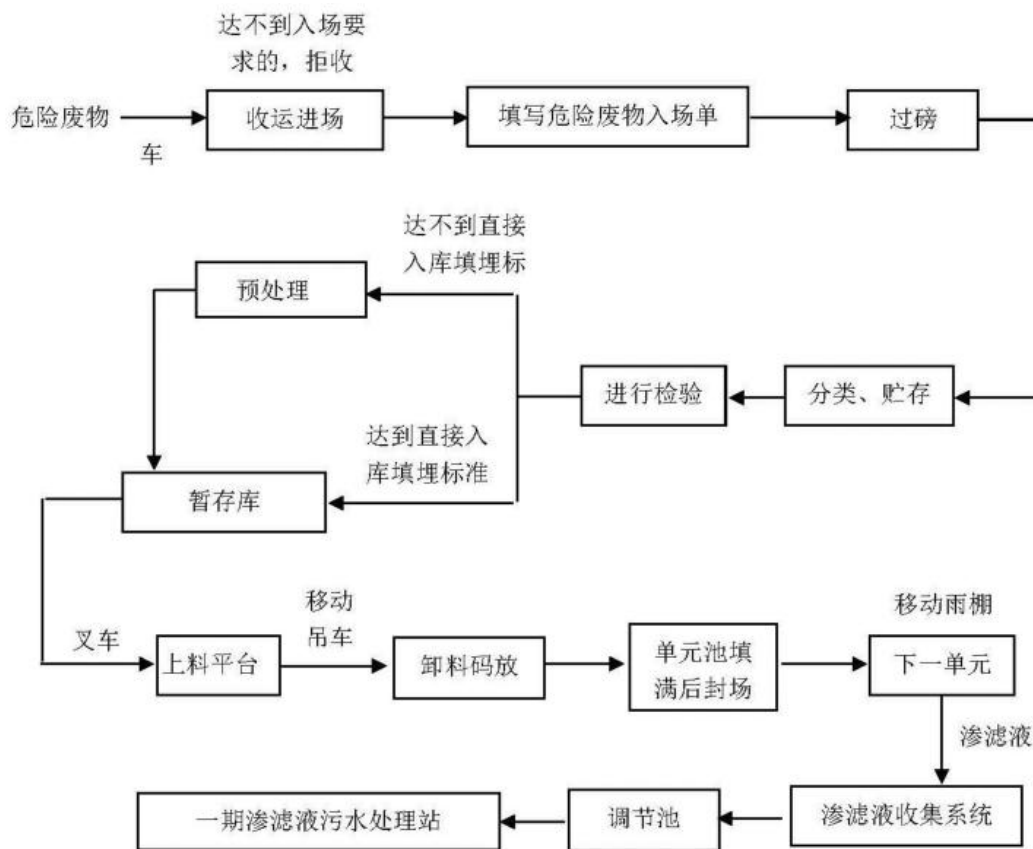 达不到入场要
求的，拒收
危险废物
车
收运进场
填写危险废物入场单
过磅
达不到直接
入库填埋标
预处理
进行检验
分类、贮存
达到直接入
库填埋标准
暂存库
叉车
上料平台
移动
吊车
卸料码放
单元池填
满后封场
移动雨棚
下一单元
渗滤液
一期渗滤液污水处理站
调节池
渗滤液收集系统